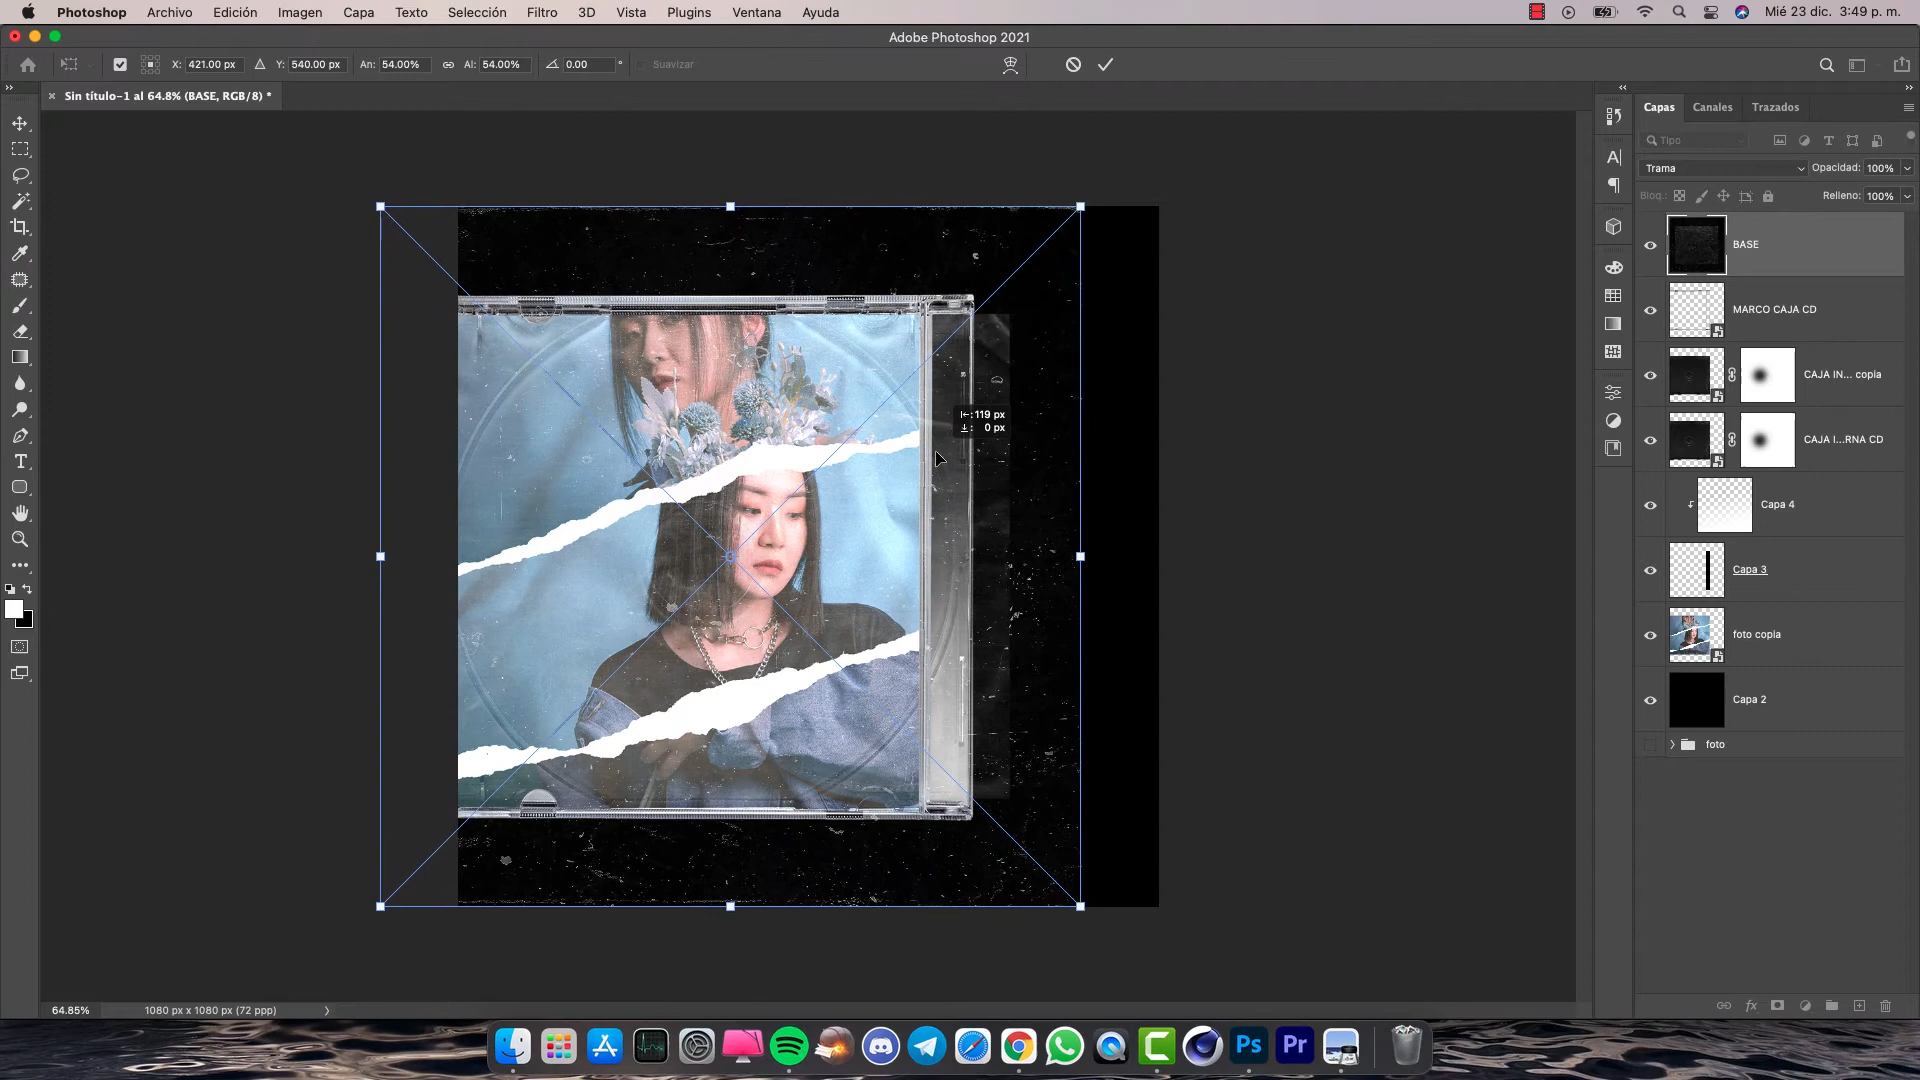 Photoshop Archivo Edición Imagen Capa Texto Selección Filtro 3D Vista Plugins Ventana Ayuda Mié 23 dic. 3:49 p. m.
Adobe Photoshop 2021
X: 421.00 px Y: 540.00 px An: 54.00% Al: 54.00% 0.00 ° Suavizar
Sin título-1 al 64.8% (BASE, RGB/8) *
Capas Canales Trazados
Tipo
Trama Opacidad: 100%
Bloq.: Relleno: 100%
BASE
MARCO CAJA CD
CAJA IN... copia
CAJA I...RNA CD
Capa 4
Capa 3
foto copia
Capa 2
foto
119 px
0 px
64.85% 1080 px x 1080 px (72 ppp)
Ps Pr